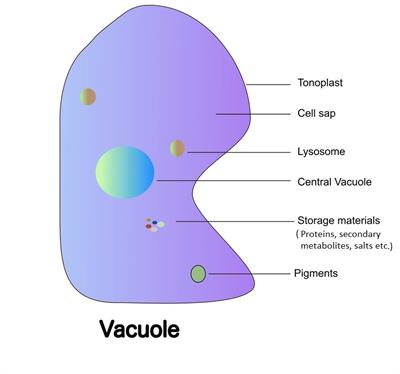 Tonoplast
Cell sap
Lysosome
Central Vacuole
Storage materials
( Proteins, secondary
metabolites, salts etc.)
Pigments
Vacuole